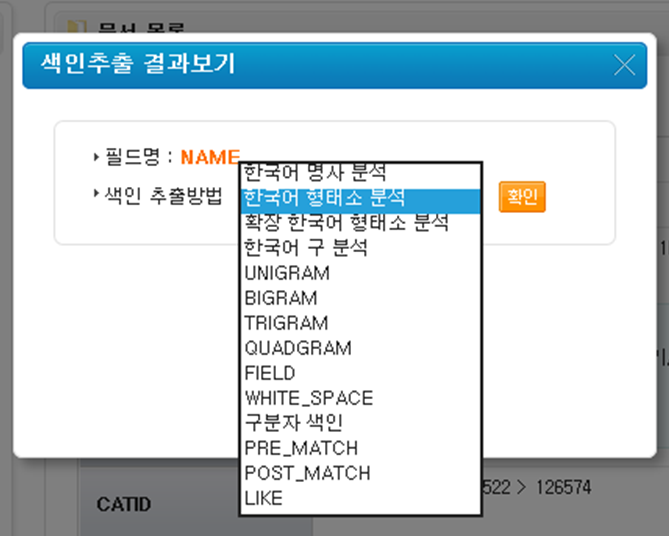 문서 목록
색인추출 결과보기
필드명 : NAME
색인 추출방법
확인
한국어 명사 분석
한국어 형태소 분석
확장 한국어 형태소 분석
한국어 구 분석
UNIGRAM
BIGRAM
TRIGRAM
QUADGRAM
FIELD
WHITE_SPACE
구분자 색인
PRE_MATCH
POST_MATCH
LIKE
CATID
522 > 126574